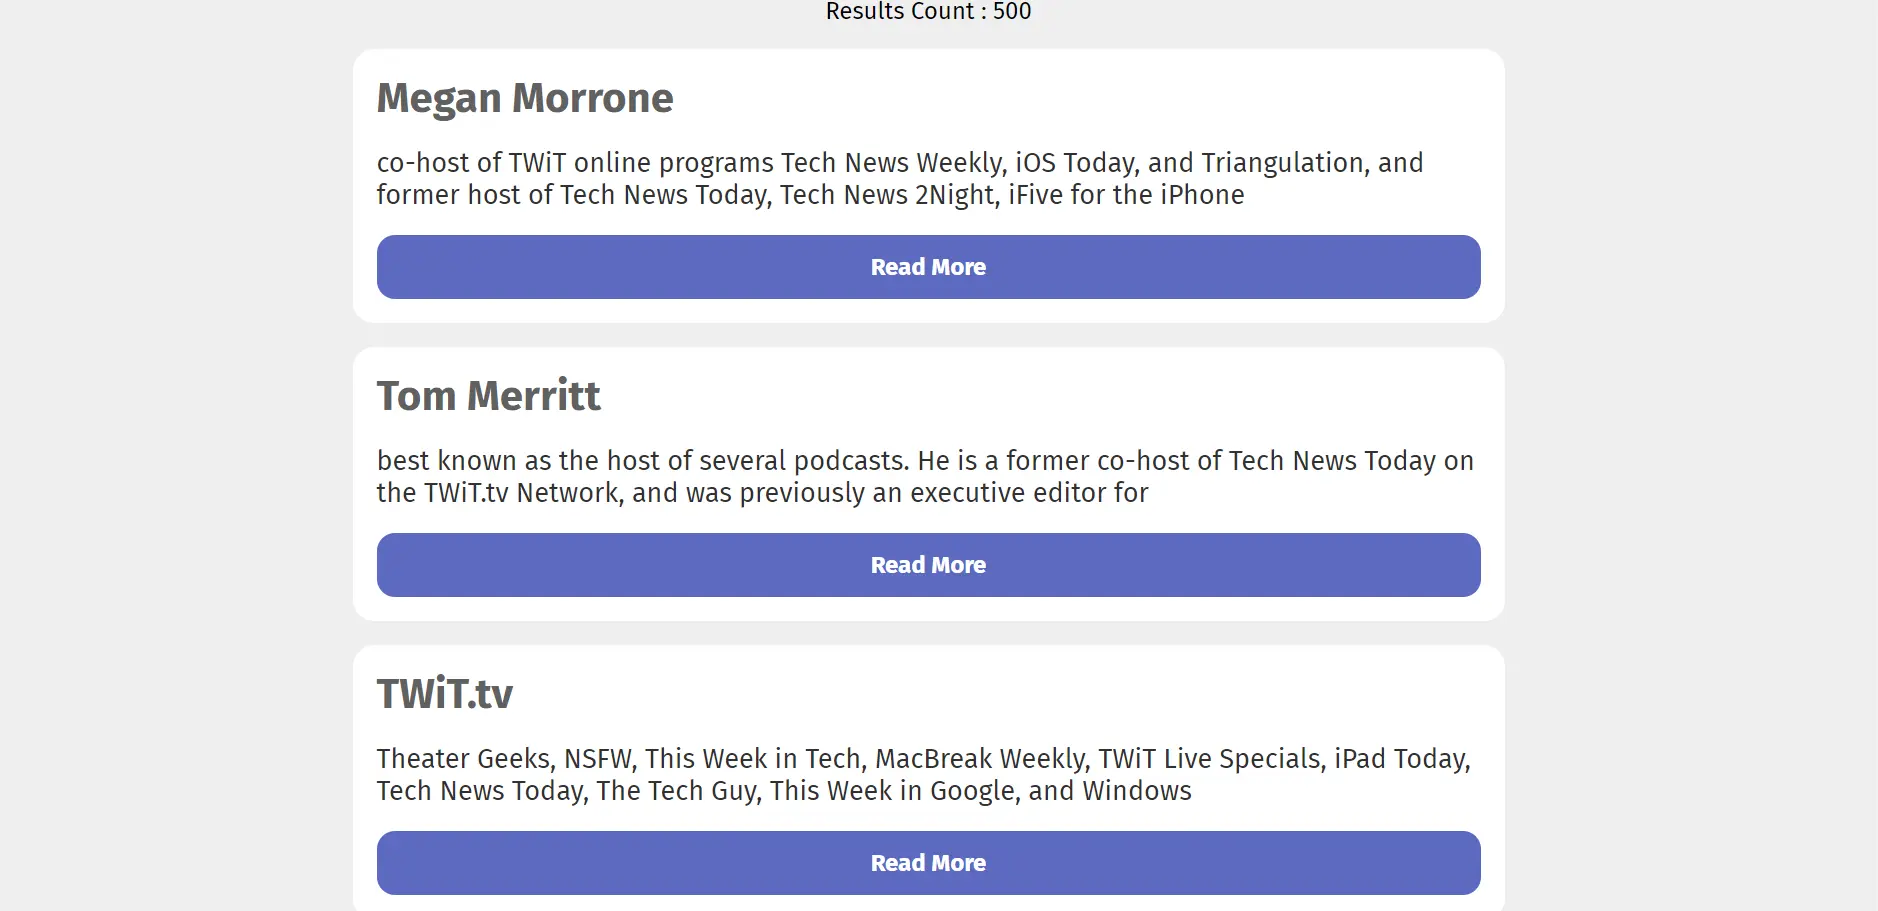 Results Count : 500
Megan Morrone
co-host of TWiT online programs Tech News Weekly, iOS Today, and Triangulation, and
former host of Tech News Today, Tech News 2Night, iFive for the iPhone
Read More
Tom Merritt
best known as the host of several podcasts. He is a former co-host of Tech News Today on
the TWiT.tv Network, and was previously an executive editor for
Read More
TWiT.tv
Theater Geeks, NSFW, This Week in Tech, MacBreak Weekly, TWiT Live Specials, iPad Today,
Tech News Today, The Tech Guy, This Week in Google, and Windows
Read More